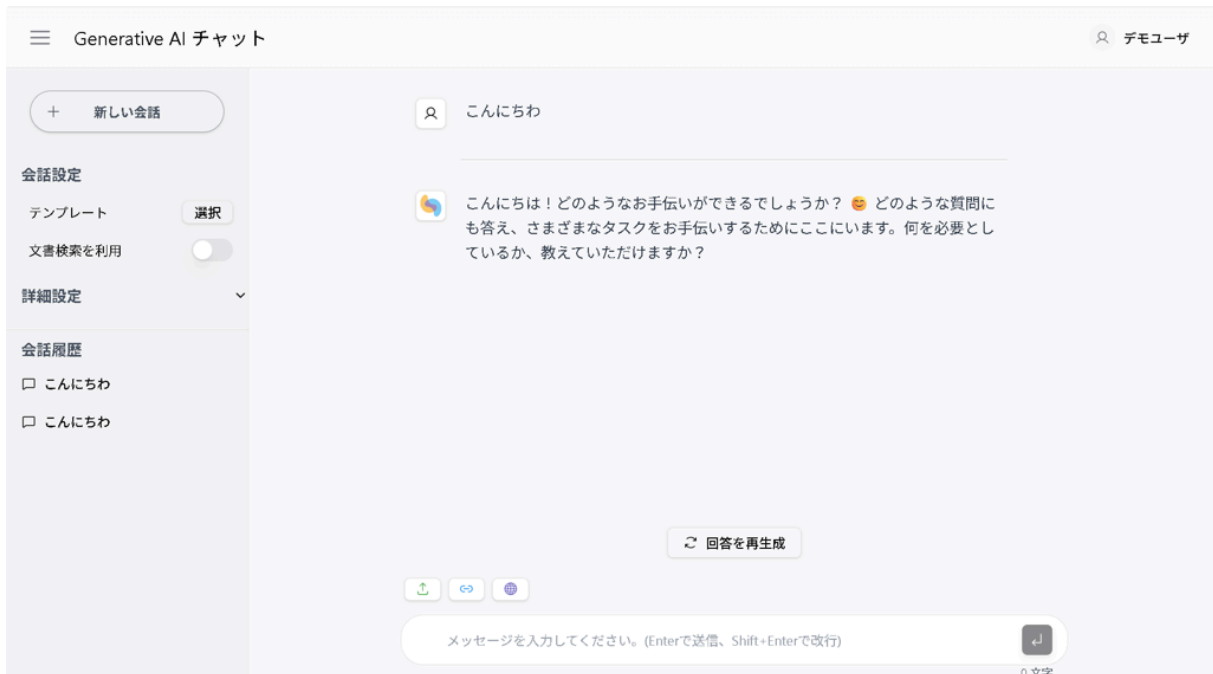 Generative AI チャット
デモユーザ
新しい会話
会話設定
テンプレート
選択
文書検索を利用
詳細設定
会話履歴
こんにちわ
こんにちわ
こんにちわ
こんにちは！どのようなお手伝いができるでしょうか？ 😊 どのような質問に
も答え、さまざまなタスクをお手伝いするためにここにいます。何を必要とし
ているか、教えていただけますか？
回答を再生成
メッセージを入力してください。(Enterで送信、Shift+Enterで改行)
0 文字